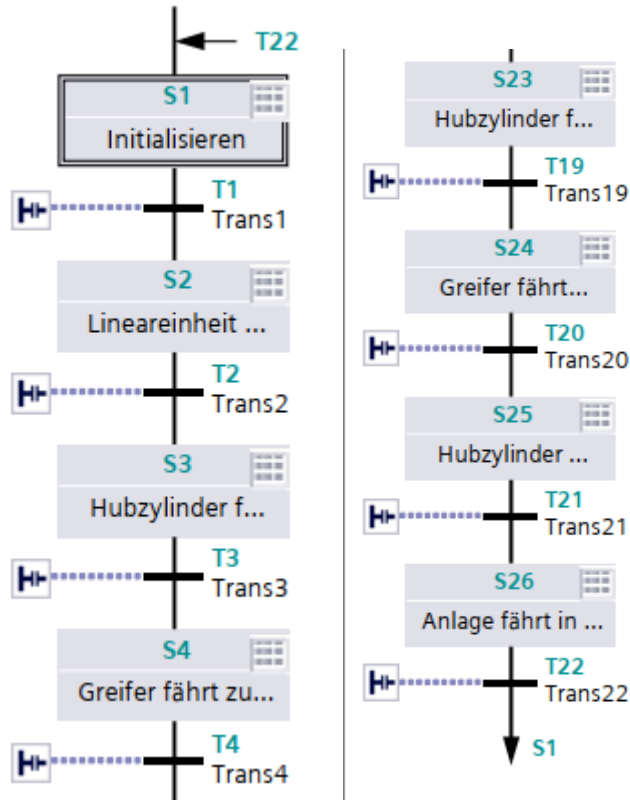 T22
S1
Initialisieren
T1
Trans1
S2
Lineareinheit ...
T2
Trans2
S3
Hubzylinder f...
T3
Trans3
S4
Greifer fährt zu...
T4
Trans4
S23
Hubzylinder f...
T19
Trans19
S24
Greifer fährt...
T20
Trans20
S25
Hubzylinder ...
T21
Trans21
S26
Anlage fährt in ...
T22
Trans22
S1